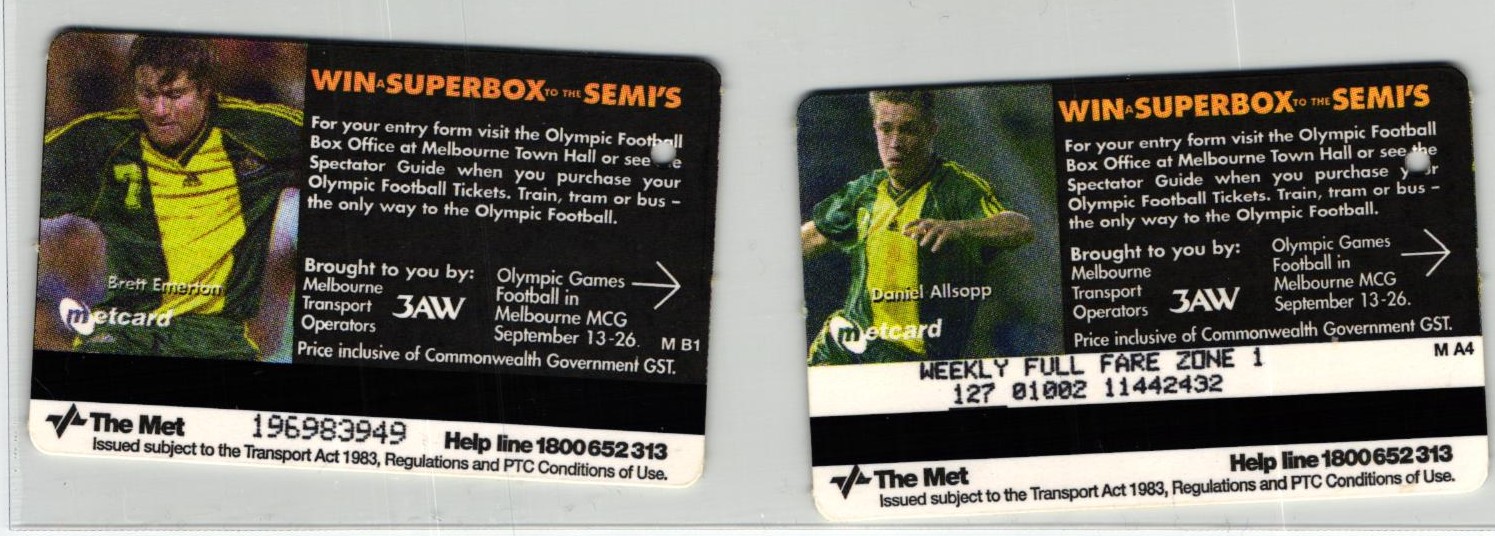 WIN A SUPERBOX TO THE SEMI'S
For your entry form visit the Olympic Football
Box Office at Melbourne Town Hall or see
Spectator Guide when you purchase your
Olympic Football Tickets. Train, tram or bus –
the only way to the Olympic Football.
7
Brett Emerton
metcard
Brought to you by:
Melbourne
Transport
Operators
3AW
Olympic Games
Football in
Melbourne MCG
September 13-26.
M B1
Price inclusive of Commonwealth Government GST.
The Met
196983949
Help line 1800 652 313
Issued subject to the Transport Act 1983, Regulations and PTC Conditions of Use.
WIN A SUPERBOX TO THE SEMI'S
For your entry form visit the Olympic Football
Box Office at Melbourne Town Hall or see the
Spectator Guide when you purchase
Olympic Football Tickets. Train, tram or bus –
the only way to the Olympic Football.
Daniel Allsopp
metcard
Brought to you by:
Melbourne
Transport
Operators
3AW
Olympic Games
Football in
Melbourne MCG
September 13-26.
Price inclusive of Commonwealth Government GST.
M A4
WEEKLY FULL FARE ZONE 1
127 01002 11442432
The Met
Help line 1800 652 313
Issued subject to the Transport Act 1983, Regulations and PTC Conditions of Use.